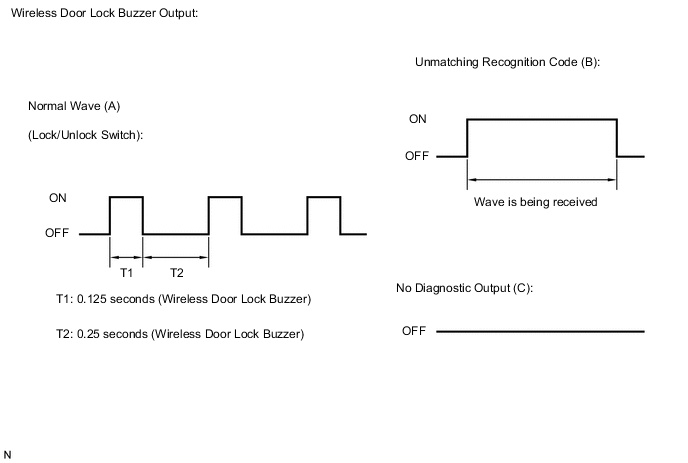 Wireless Door Lock Buzzer Output:
Normal Wave (A)
(Lock/Unlock Switch):
ON
OFF
T1
T2
T1: 0.125 seconds (Wireless Door Lock Buzzer)
T2: 0.25 seconds (Wireless Door Lock Buzzer)
Unmatching Recognition Code (B):
ON
OFF
Wave is being received
No Diagnostic Output (C):
OFF
N